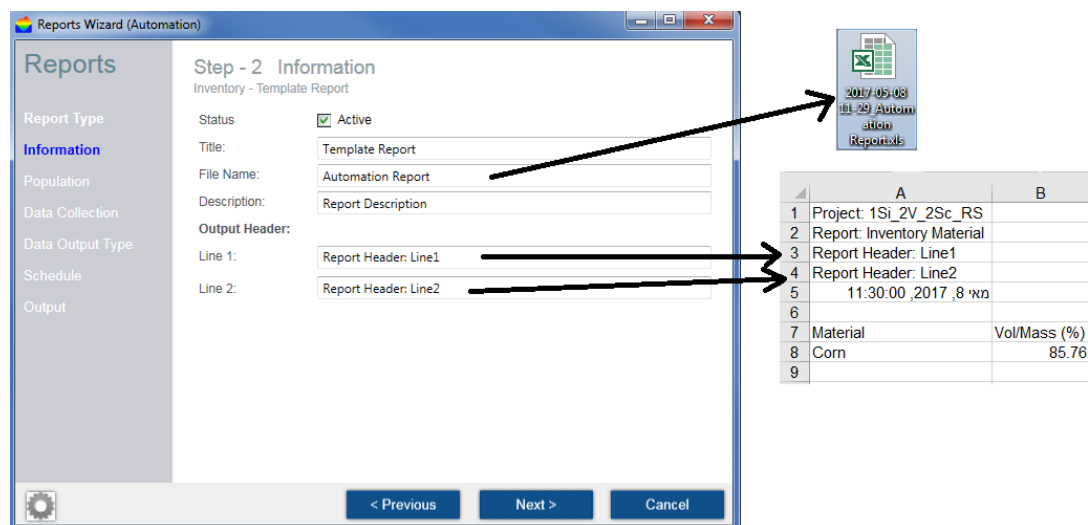 Reports Wizard (Automation)
Reports
Report Type
Information
Population
Data Collection
Data Output Type
Schedule
Output
Step - 2 Information
Inventory - Template Report
Status Active
Title: Template Report
File Name: Automation Report
Description: Report Description
Output Header:
Line 1: Report Header: Line1
Line 2: Report Header: Line2
< Previous Next > Cancel
2017-05-08
11-29_Autom
ation
Report.xls
A B
1 Project: 1Si_2V_2Sc_RS
2 Report: Inventory Material
3 Report Header: Line1
4 Report Header: Line2
5 מאי 8, 2017, 11:30:00
6
7 Material Vol/Mass (%)
8 Corn 85.76
9